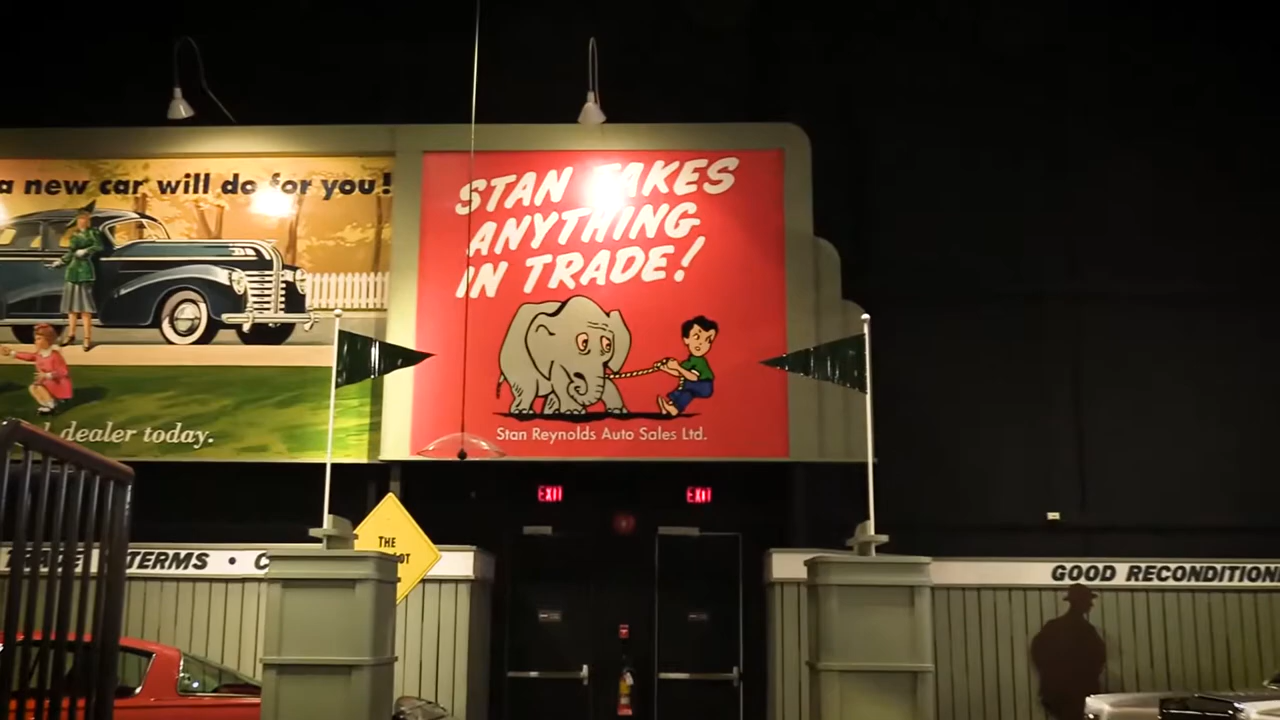 a new car will do for you!
STAN TAKES
ANYTHING
IN TRADE!
dealer today.
Stan Reynolds Auto Sales Ltd.
EXIT
EXIT
THE
TERMS •
GOOD RECONDITION